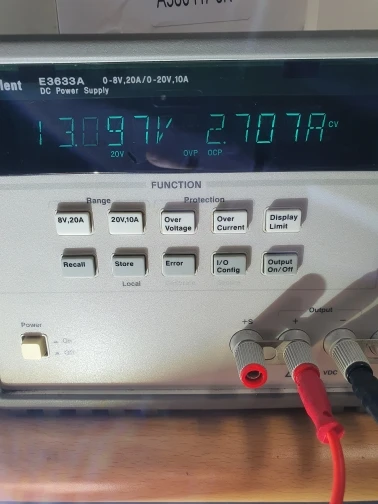 lent E3633A 0-8V,20A/0-20V,10A
DC Power Supply
13.097V 2.707A CV
20V OVP OCP
FUNCTION
Range Protection
8V,20A 20V,10A Over Voltage Over Current Display Limit
Recall Store Error I/O Config Output On/Off
Local
Power
On
Off
Output
+S + -
VDC